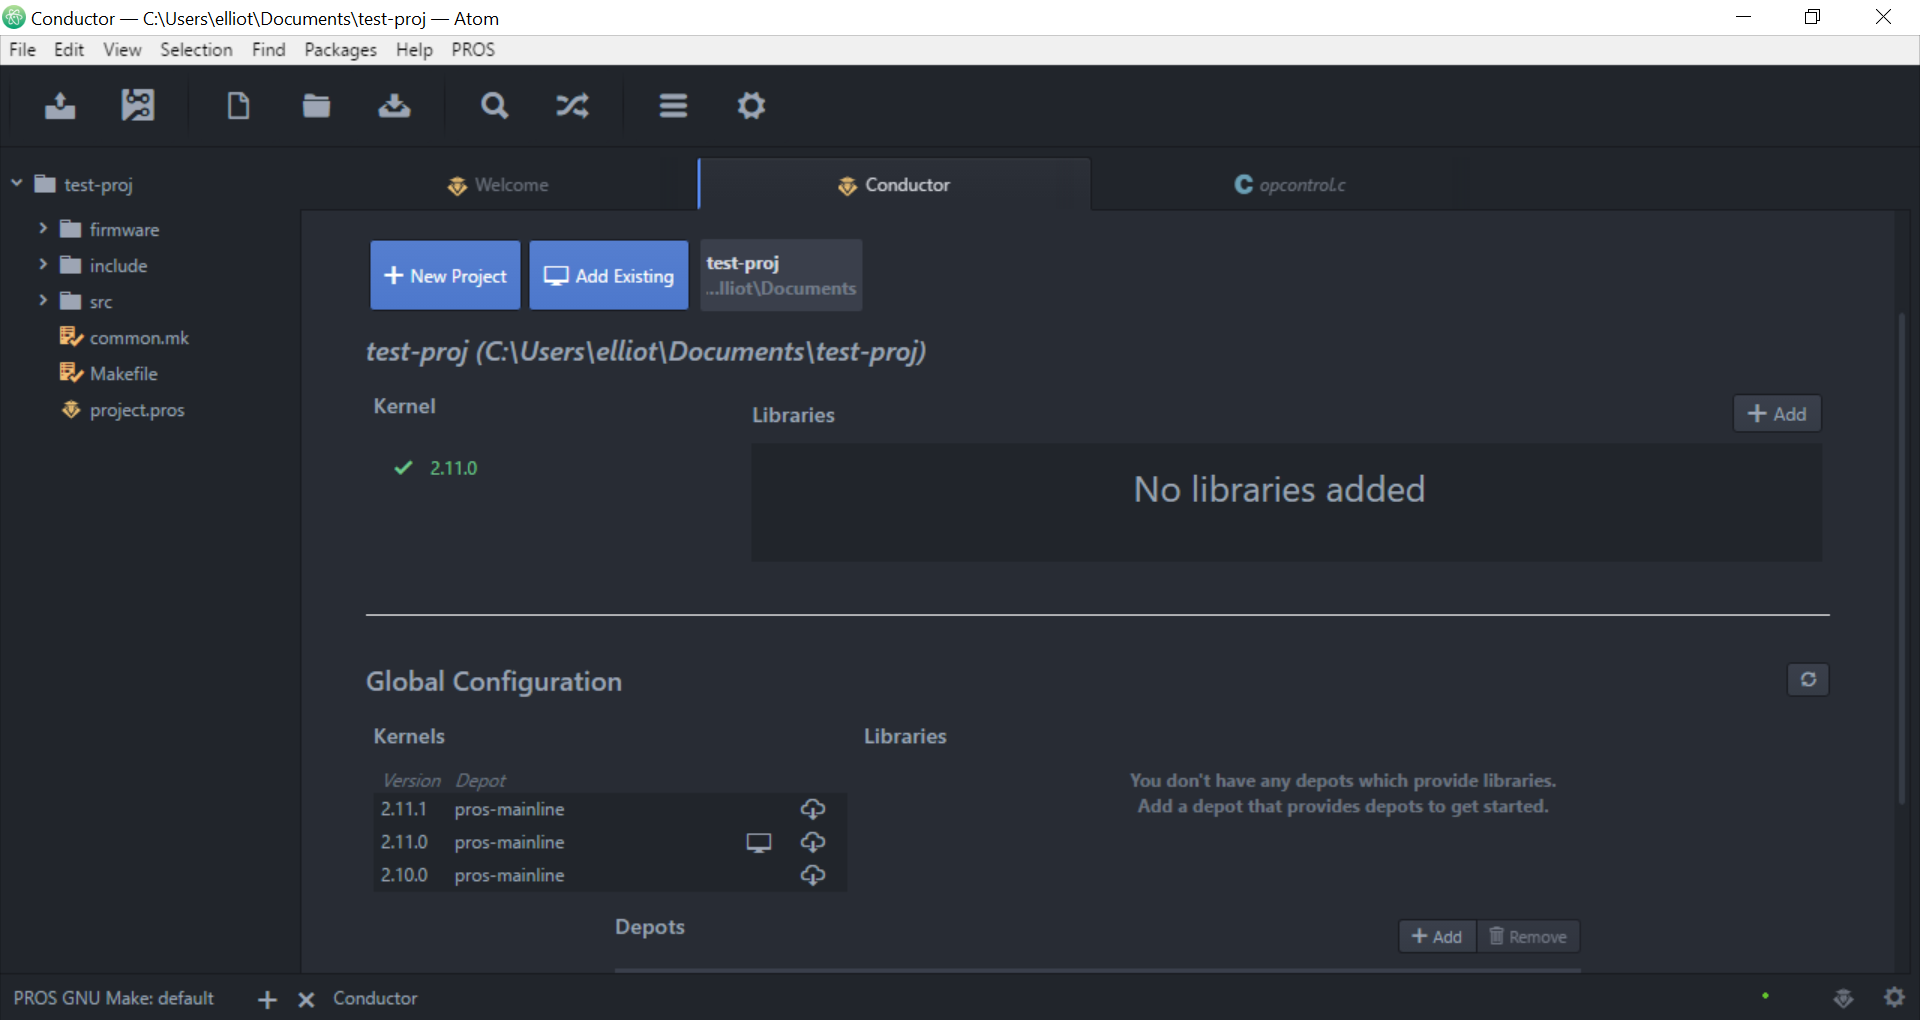 Conductor — C:\Users\elliot\Documents\test-proj — Atom
File Edit View Selection Find Packages Help PROS
test-proj
firmware
include
src
common.mk
Makefile
project.pros
Welcome
Conductor
opcontrol.c
New Project
Add Existing
test-proj
...lliot\Documents
test-proj (C:\Users\elliot\Documents\test-proj)
Kernel
2.11.0
Libraries
Add
No libraries added
Global Configuration
Kernels
Version Depot
2.11.1 pros-mainline
2.11.0 pros-mainline
2.10.0 pros-mainline
Libraries
You don't have any depots which provide libraries.
Add a depot that provides depots to get started.
Depots
Add
Remove
PROS GNU Make: default
Conductor